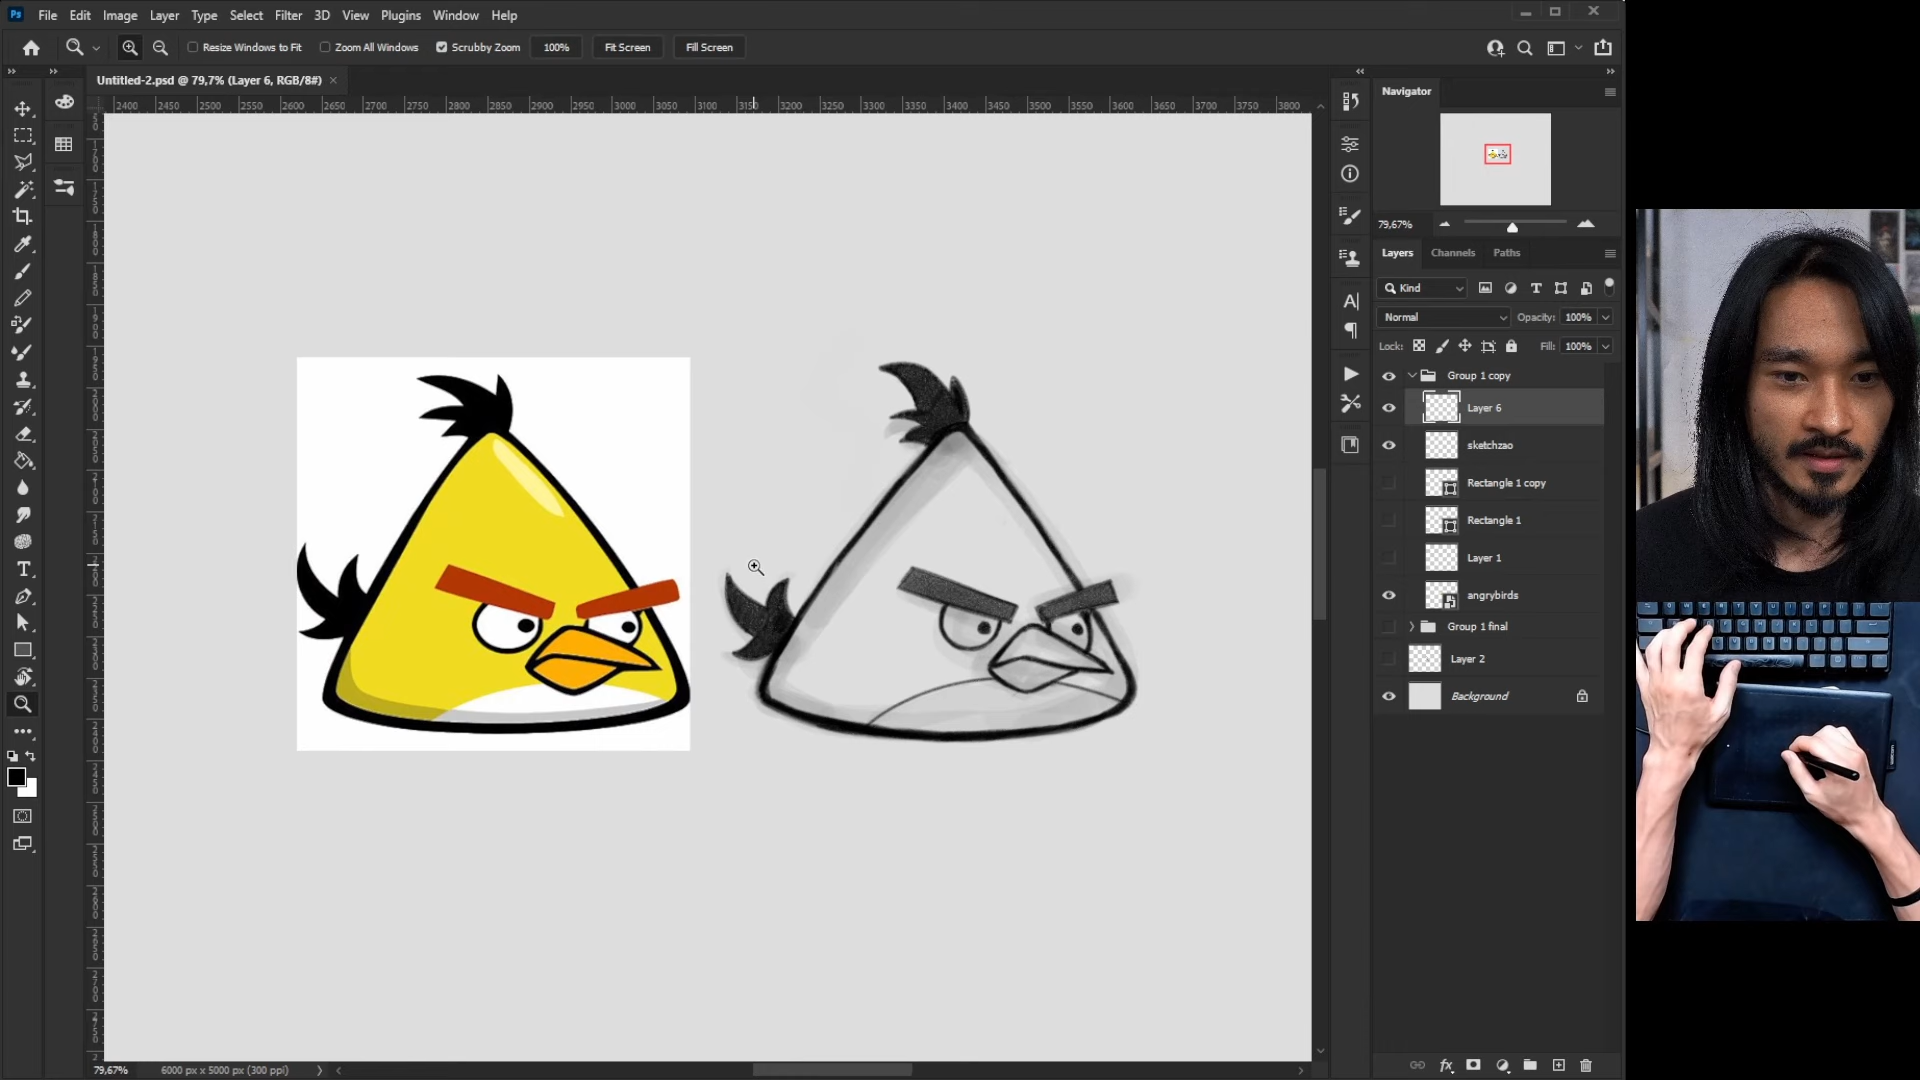 Ps File Edit Image Layer Type Select Filter 3D View Plugins Window Help
Resize Windows to Fit Zoom All Windows Scrubby Zoom 100% Fit Screen Fill Screen
Untitled-2.psd @ 79,7% (Layer 6, RGB/8#) ×
2400 2450 2500 2550 2600 2650 2700 2750 2800 2850 2900 2950 3000 3050 3100 3150 3200 3250 3300 3350 3400 3450 3500 3550 3600 3650 3700 3750 3800
Navigator
79,67%
Layers Channels Paths
Kind
Normal Opacity: 100%
Lock: Fill: 100%
Group 1 copy
Layer 6
sketchzao
Rectangle 1 copy
Rectangle 1
Layer 1
angrybirds
Group 1 final
Layer 2
Background
79,67% 6000 px x 5000 px (300 ppi)